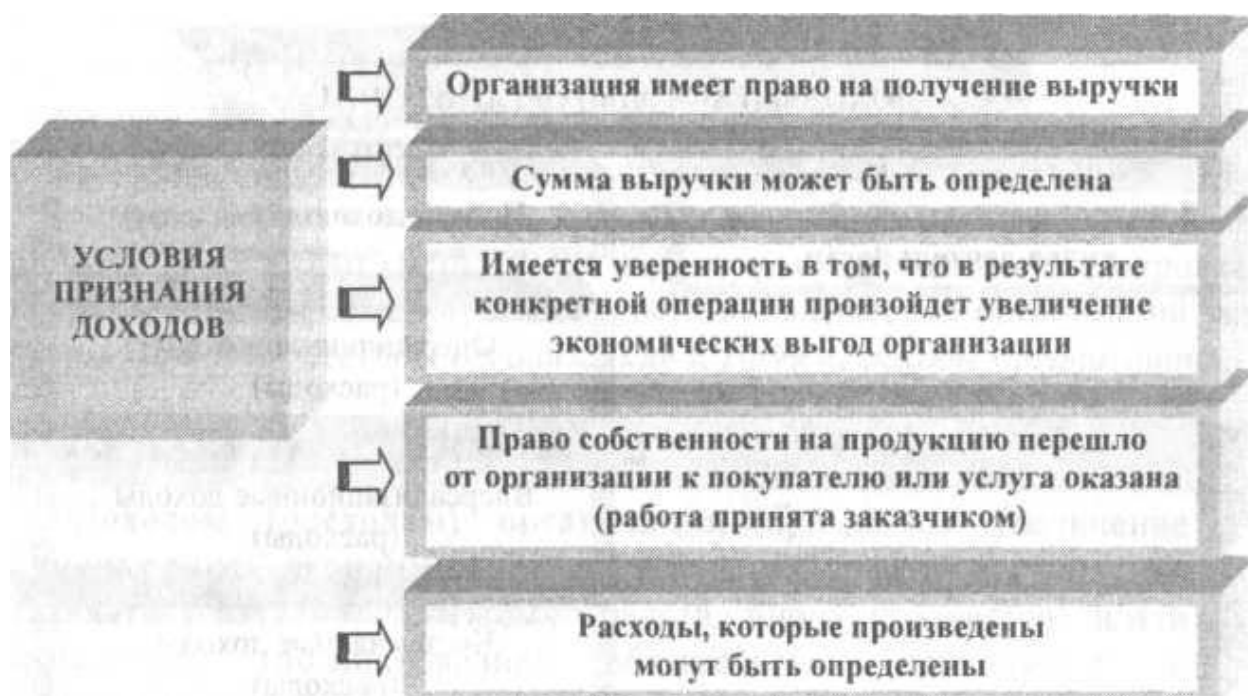 Организация имеет право на получение выручки
Сумма выручки может быть определена
УСЛОВИЯ
ПРИЗНАНИЯ
ДОХОДОВ
Имеется уверенность в том, что в результате
конкретной операции произойдет увеличение
экономических выгод организации
Право собственности на продукцию перешло
от организации к покупателю или услуга оказана
(работа принята заказчиком)
Расходы, которые произведены
могут быть определены